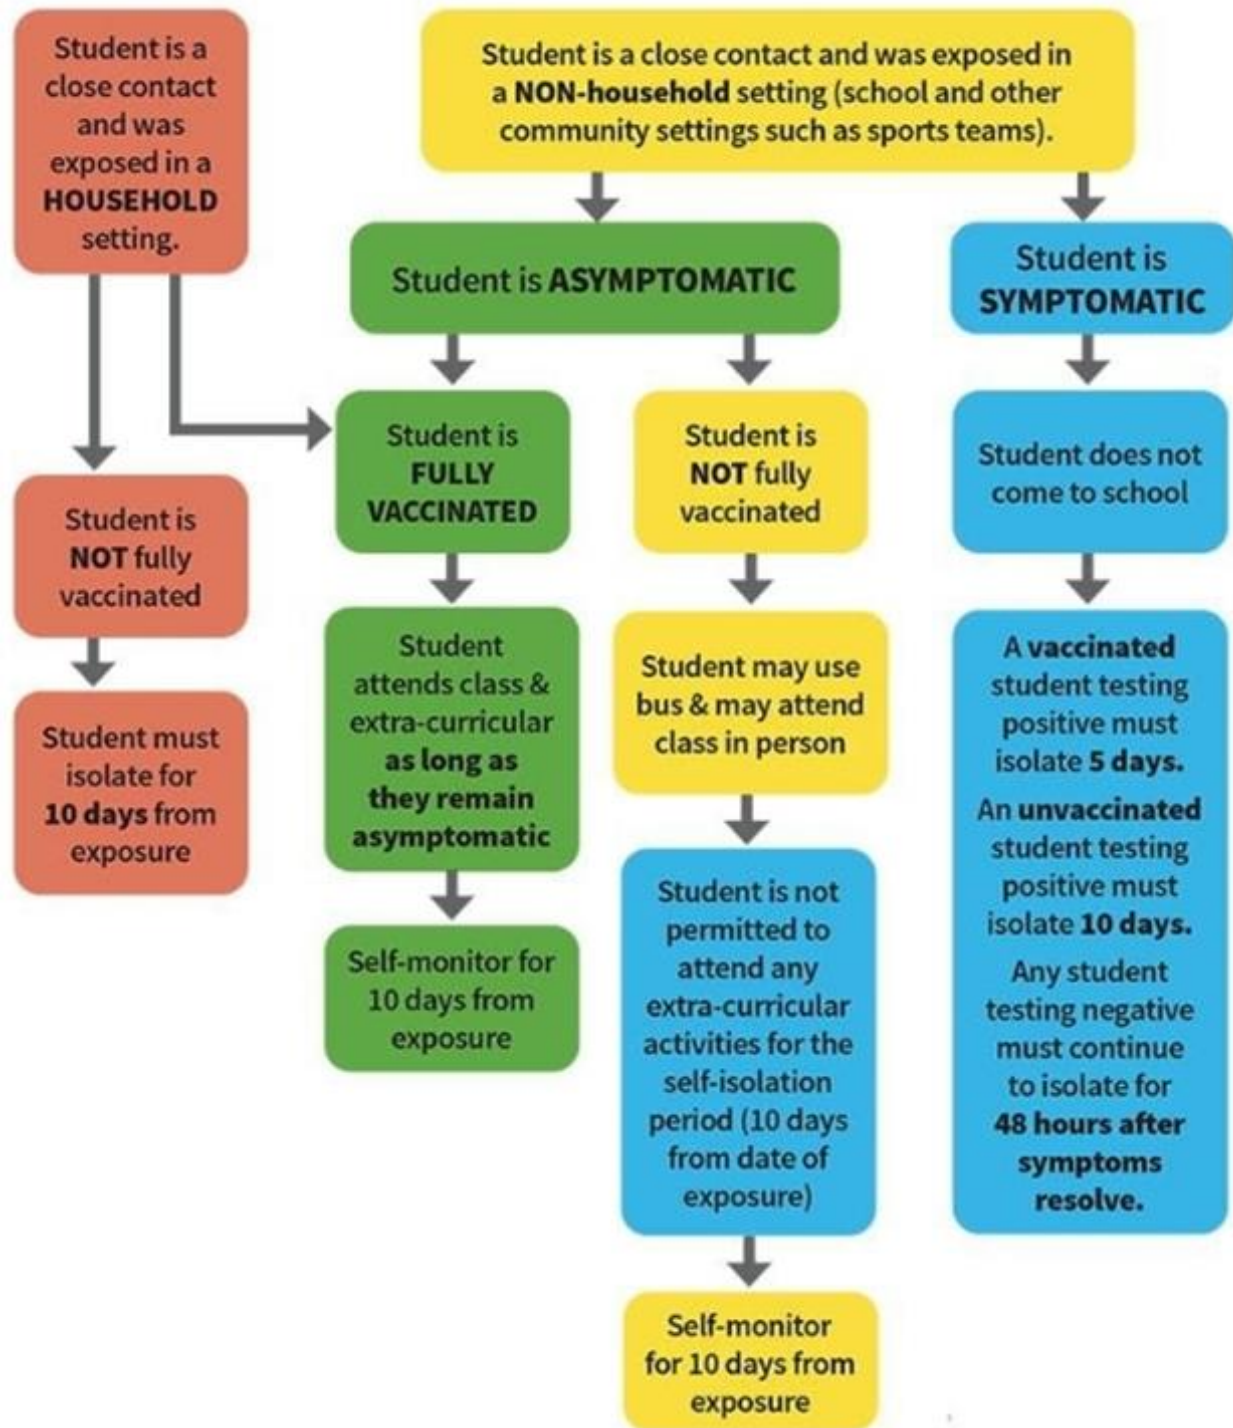 Student is a
close contact
and was
exposed in a
HOUSEHOLD
setting.
Student is
NOT fully
vaccinated
Student must
isolate for
10 days from
exposure
Student is a close contact and was exposed in
a NON-household setting (school and other
community settings such as sports teams).
Student is ASYMPTOMATIC
Student is
FULLY
VACCINATED
Student
attends class &
extra-curricular
as long as
they remain
asymptomatic
Self-monitor for
10 days from
exposure
Student is
NOT fully
vaccinated
Student may use
bus & may attend
class in person
Student is not
permitted to
attend any
extra-curricular
activities for the
self-isolation
period (10 days
from date of
exposure)
Self-monitor
for 10 days from
exposure
Student is
SYMPTOMATIC
Student does not
come to school
A vaccinated
student testing
positive must
isolate 5 days.
An unvaccinated
student testing
positive must
isolate 10 days.
Any student
testing negative
must continue
to isolate for
48 hours after
symptoms
resolve.